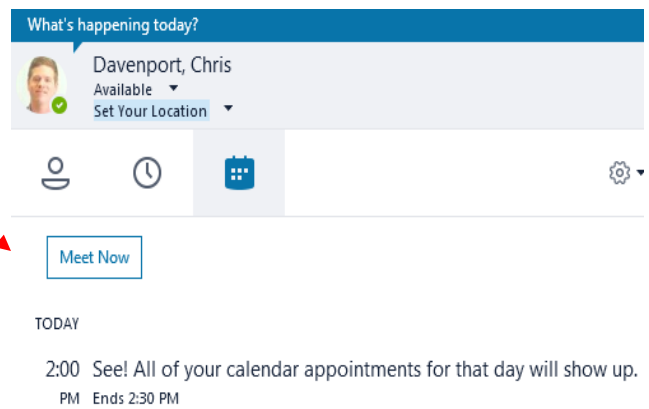 What's happening today?
Davenport, Chris
Available
Set Your Location
Meet Now
TODAY
2:00 See! All of your calendar appointments for that day will show up.
PM Ends 2:30 PM